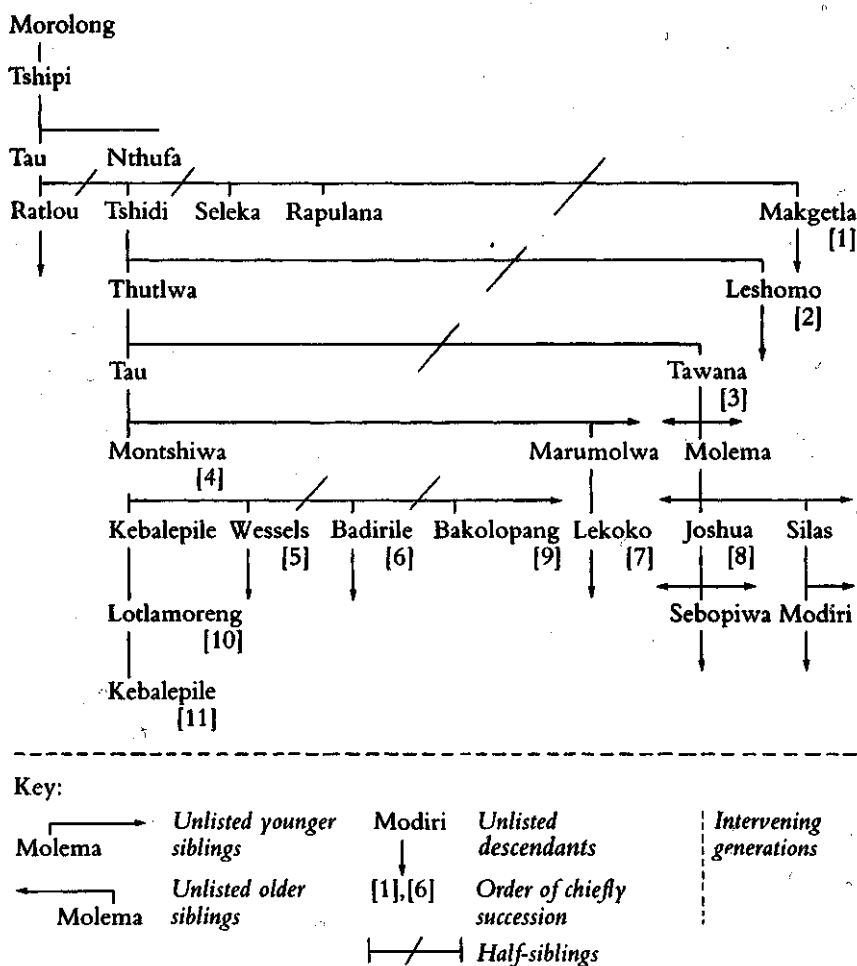 Morolong
Tshipi
Tau Nthufa
Ratlou Tshidi Seleka Rapulana Makgetla
[1]
Thutlwa Leshomo
[2]
Tau Tawana
[3]
Montshiwa Marumolwa Molema
[4]
Kebalepile Wessels Badirile Bakolopang Lekoko Joshua Silas
[5] [6] [9] [7] [8]
Lotlamoreng Sebopiwa Modiri
[10]
Kebalepile
[11]
Key:
Molema Unlisted younger siblings
Modiri Unlisted descendants
Intervening generations
Molema Unlisted older siblings
[1],[6] Order of chiefly succession
Half-siblings